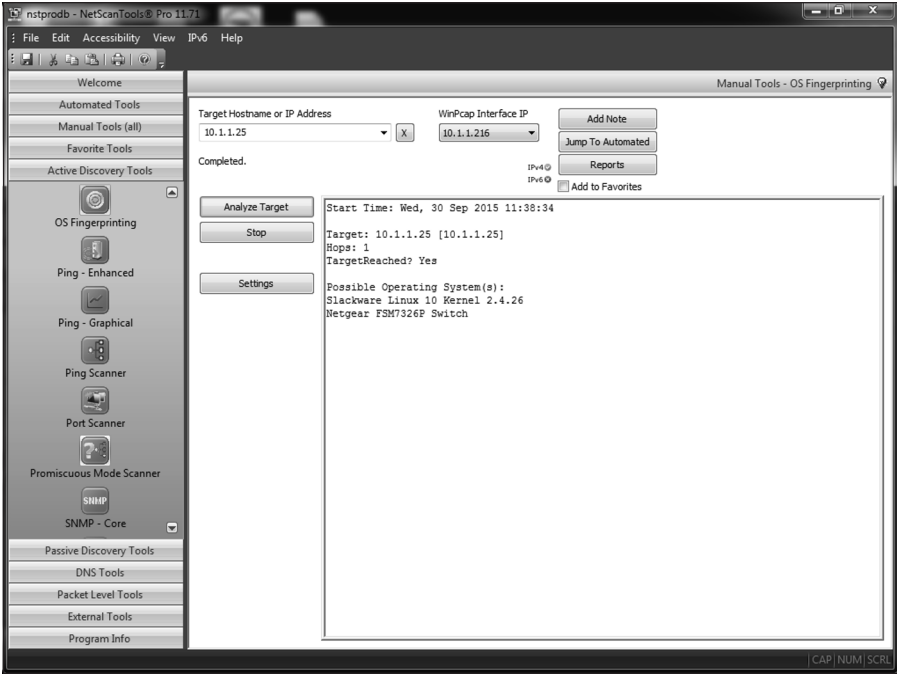 nstprodb - NetScanTools® Pro 11.71
File Edit Accessibility View IPv6 Help
Welcome
Automated Tools
Manual Tools (all)
Favorite Tools
Active Discovery Tools
OS Fingerprinting
Ping - Enhanced
Ping - Graphical
Ping Scanner
Port Scanner
Promiscuous Mode Scanner
SNMP
SNMP - Core
Passive Discovery Tools
DNS Tools
Packet Level Tools
External Tools
Program Info
Manual Tools - OS Fingerprinting
Target Hostname or IP Address
10.1.1.25
X
WinPcap Interface IP
10.1.1.216
Add Note
Jump To Automated
Reports
Add to Favorites
Completed.
IPv4
IPv6
Analyze Target
Stop
Settings
Start Time: Wed, 30 Sep 2015 11:38:34
Target: 10.1.1.25 [10.1.1.25]
Hops: 1
TargetReached? Yes
Possible Operating System(s):
Slackware Linux 10 Kernel 2.4.26
Netgear FSM7326P Switch
CAP NUM SCRL